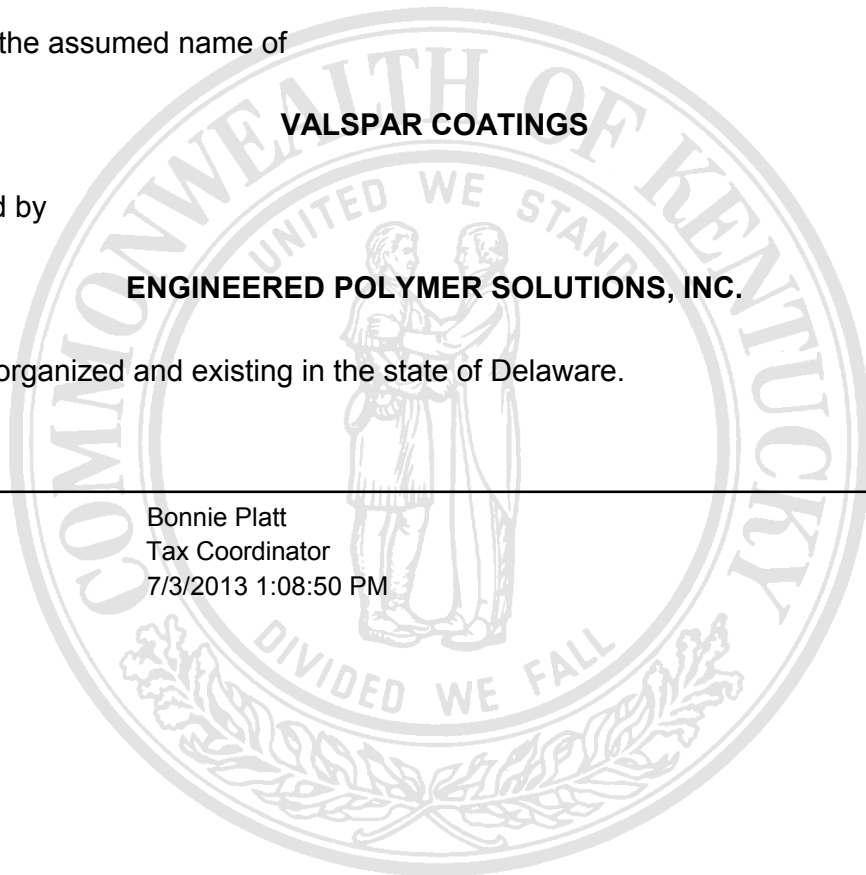 the assumed name of
VALSPAR COATINGS
d by
ENGINEERED POLYMER SOLUTIONS, INC.
organized and existing in the state of Delaware.
Bonnie Platt
Tax Coordinator
7/3/2013 1:08:50 PM
COMMONWEALTH OF KENTUCKY
UNITED WE STAND
DIVIDED WE FALL